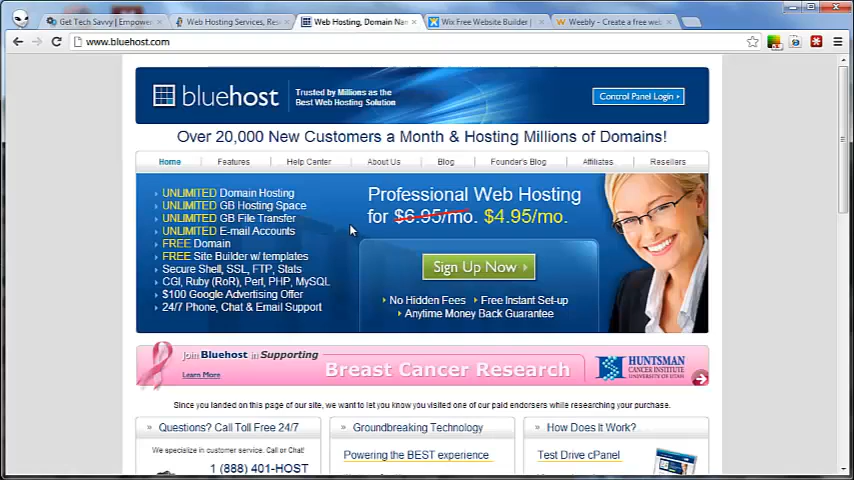 Get Tech Savvy | Empower
Web Hosting Services, Res
Web Hosting, Domain Nam
Wix Free Website Builder |
Weebly - Create a free web
www.bluehost.com
bluehost
Trusted by Millions as the
Best Web Hosting Solution
Control Panel Login
Over 20,000 New Customers a Month & Hosting Millions of Domains!
Home Features Help Center About Us Blog Founder's Blog Affiliates Resellers
UNLIMITED Domain Hosting
UNLIMITED GB Hosting Space
UNLIMITED GB File Transfer
UNLIMITED E-mail Accounts
FREE Domain
FREE Site Builder w/ templates
Secure Shell, SSL, FTP, Stats
CGI, Ruby (RoR), Perl, PHP, MySQL
$100 Google Advertising Offer
24/7 Phone, Chat & Email Support
Professional Web Hosting
for $6.95/mo. $4.95/mo.
Sign Up Now
No Hidden Fees Free Instant Set-up
Anytime Money Back Guarantee
Join Bluehost in Supporting
Learn More
Breast Cancer Research
HUNTSMAN
CANCER INSTITUTE
UNIVERSITY OF UTAH
Since you landed on this page of our site, we want to let you know you visited one of our paid endorsers while researching your purchase.
» Questions? Call Toll Free 24/7
We specialize in customer service. Call or Chat!
1 (888) 401-HOST
» Groundbreaking Technology
Powering the BEST experience
» How Does It Work?
Test Drive cPanel